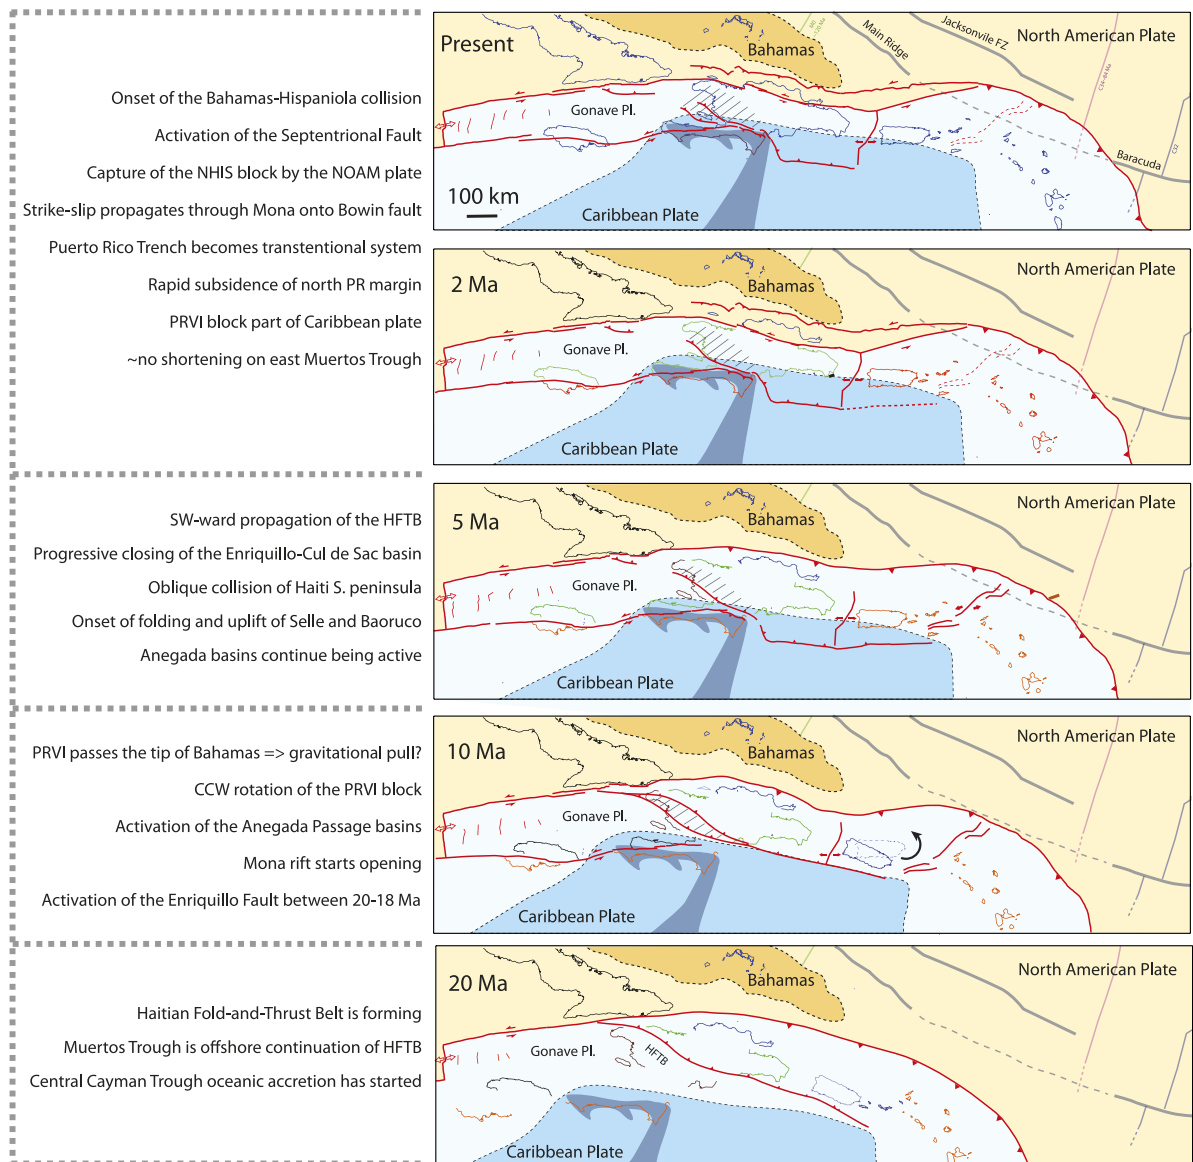 Present
Bahamas
M0
~120 Ma
Main Ridge
Jacksonvile FZ
North American Plate
C34~84 Ma
Onset of the Bahamas-Hispaniola collision
Activation of the Septentrional Fault
Capture of the NHIS block by the NOAM plate
Strike-slip propagates through Mona onto Bowin fault
Puerto Rico Trench becomes transtentional system
Rapid subsidence of north PR margin
PRVI block part of Caribbean plate
~no shortening on east Muertos Trough
Gonave Pl.
Baracuda
100 km
Caribbean Plate
2 Ma
Bahamas
North American Plate
Gonave Pl.
Caribbean Plate
SW-ward propagation of the HFTB
Progressive closing of the Enriquillo-Cul de Sac basin
Oblique collision of Haiti S. peninsula
Onset of folding and uplift of Selle and Baoruco
Anegada basins continue being active
5 Ma
Bahamas
North American Plate
Gonave Pl.
Caribbean Plate
PRVI passes the tip of Bahamas => gravitational pull?
CCW rotation of the PRVI block
Activation of the Anegada Passage basins
Mona rift starts opening
Activation of the Enriquillo Fault between 20-18 Ma
10 Ma
Bahamas
North American Plate
Gonave Pl.
Caribbean Plate
Haitian Fold-and-Thrust Belt is forming
Muertos Trough is offshore continuation of HFTB
Central Cayman Trough oceanic accretion has started
20 Ma
Bahamas
North American Plate
Gonave Pl.
HFTB
Caribbean Plate